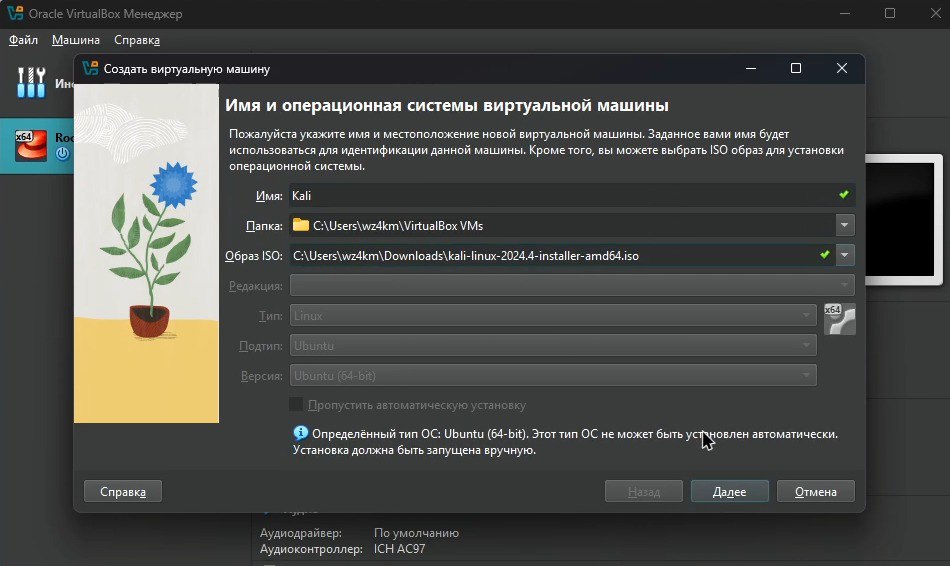 Oracle VirtualBox Менеджер
Файл Машина Справка
Создать виртуальную машину
x64
Имя и операционная системы виртуальной машины
Пожалуйста укажите имя и местоположение новой виртуальной машины. Заданное вами имя будет
использоваться для идентификации данной машины. Кроме того, вы можете выбрать ISO образ для установки
операционной системы.
Имя: Kali
Папка: C:\Users\wz4km\VirtualBox VMs
Образ ISO: C:\Users\wz4km\Downloads\kali-linux-2024.4-installer-amd64.iso
Редакция:
Тип: Linux
x64
Подтип: Ubuntu
Версия: Ubuntu (64-bit)
Пропустить автоматическую установку
Определённый тип ОС: Ubuntu (64-bit). Этот тип ОС не может быть установлен автоматически.
Установка должна быть запущена вручную.
Справка Назад Далее Отмена
Аудиодрайвер: По умолчанию
Аудиоконтроллер: ICH AC97